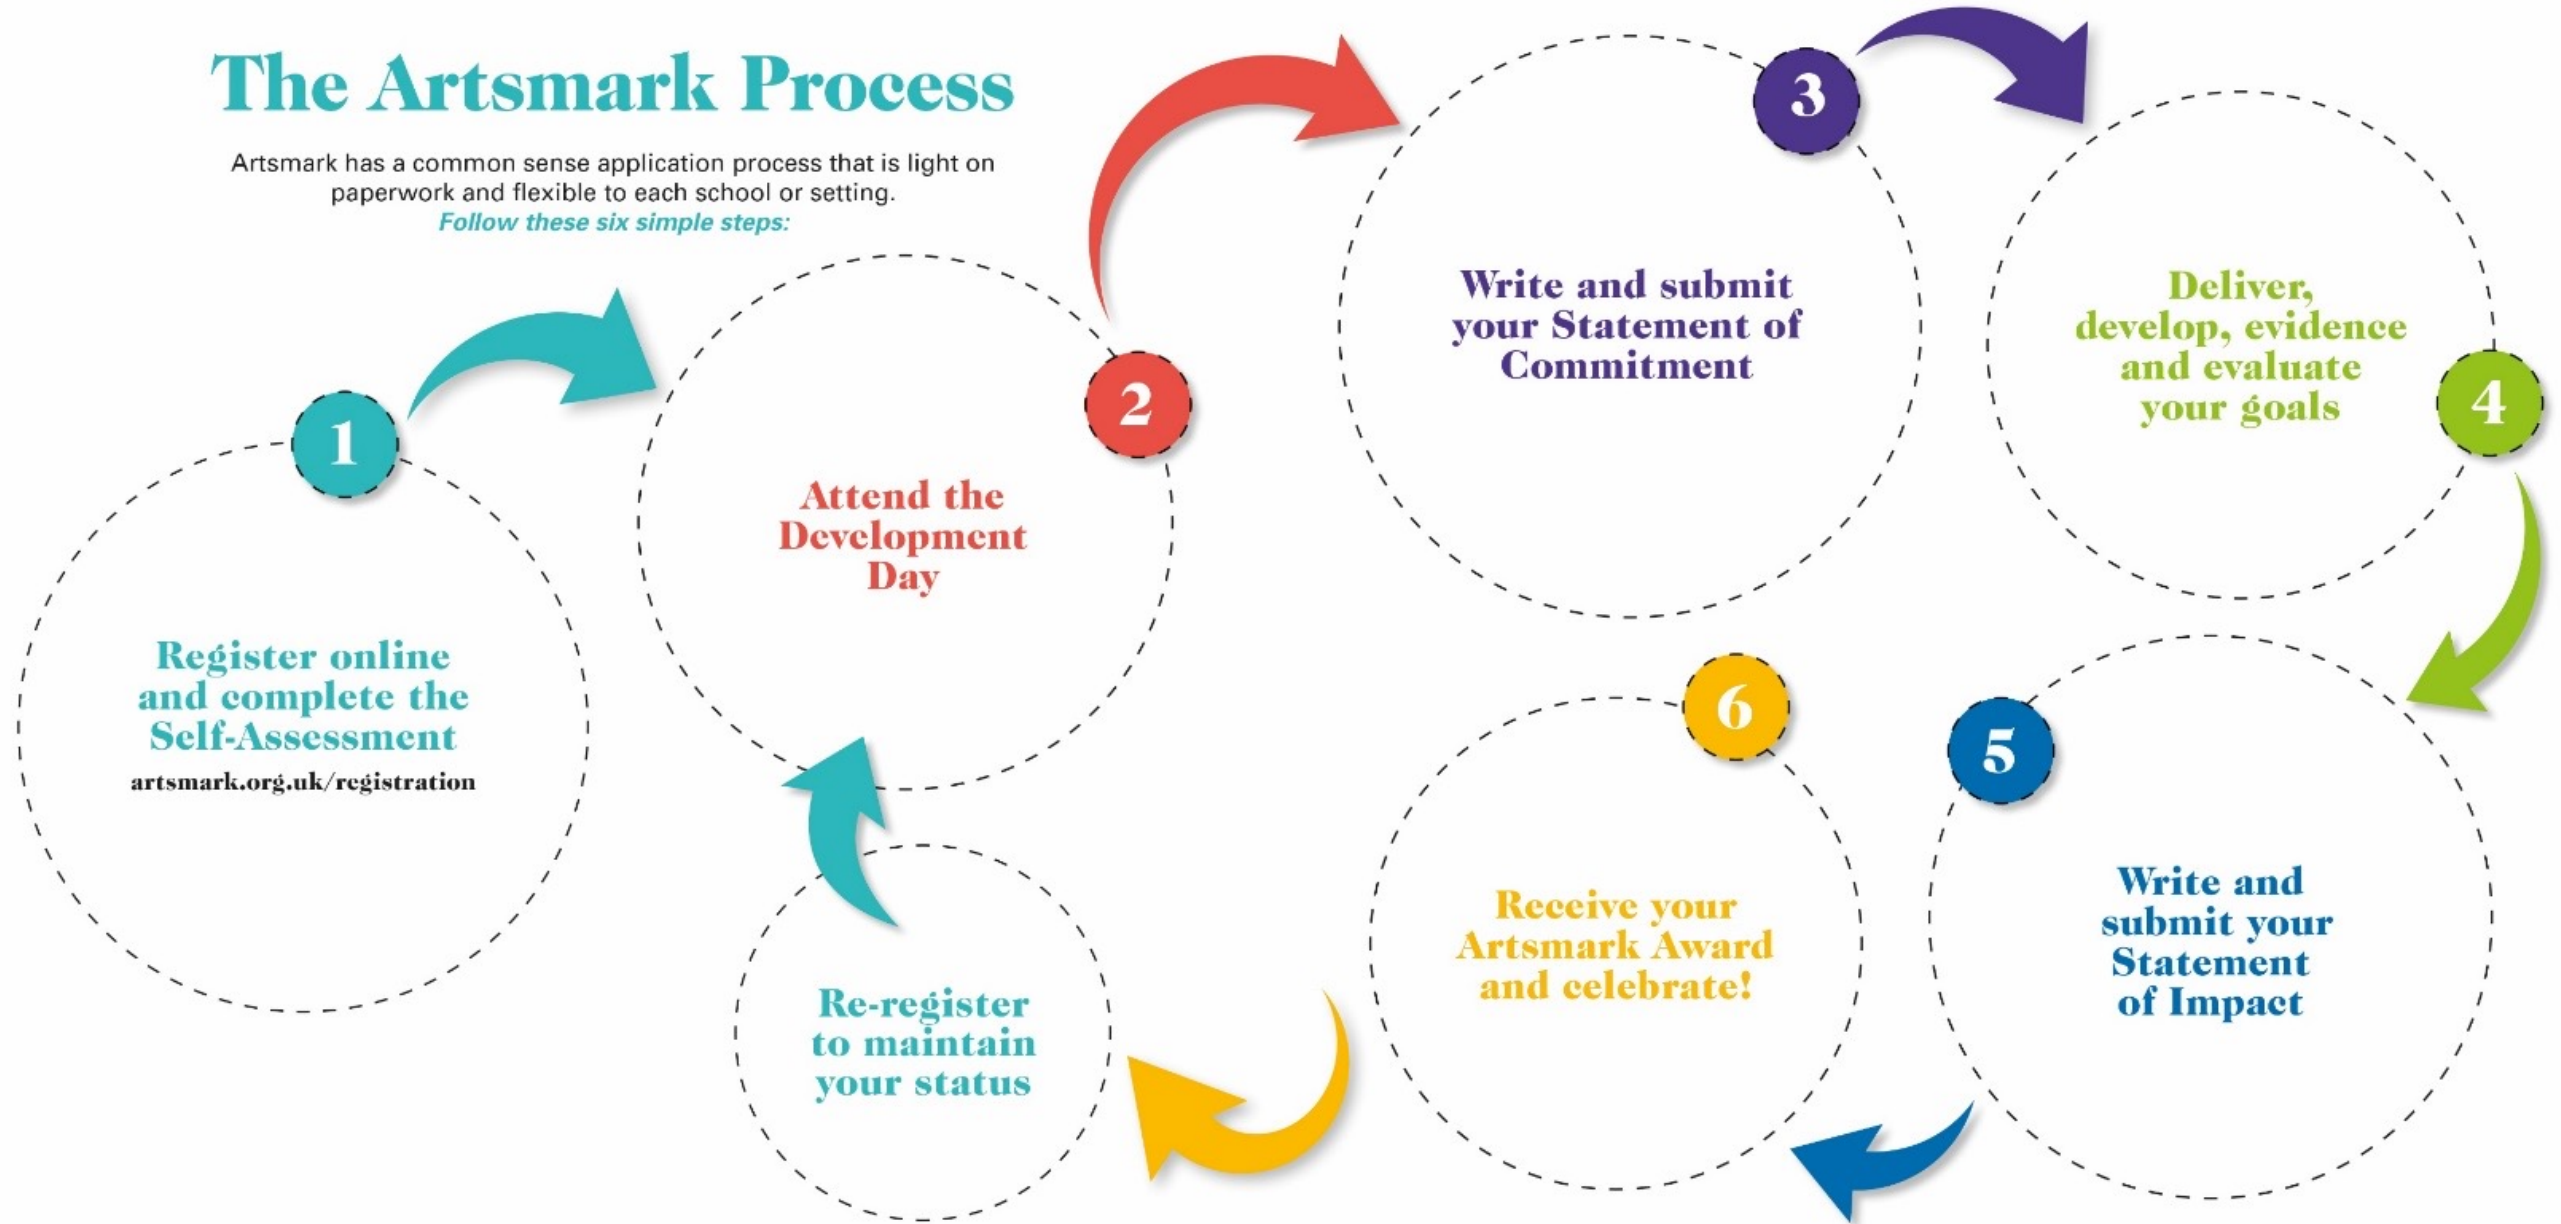 The Artsmark Process
Artsmark has a common sense application process that is light on
paperwork and flexible to each school or setting.
Follow these six simple steps:
1
Register online
and complete the
Self-Assessment
artsmark.org.uk/registration
2
Attend the
Development
Day
3
Write and submit
your Statement of
Commitment
4
Deliver,
develop, evidence
and evaluate
your goals
5
Write and
submit your
Statement
of Impact
6
Receive your
Artsmark Award
and celebrate!
Re-register
to maintain
your status